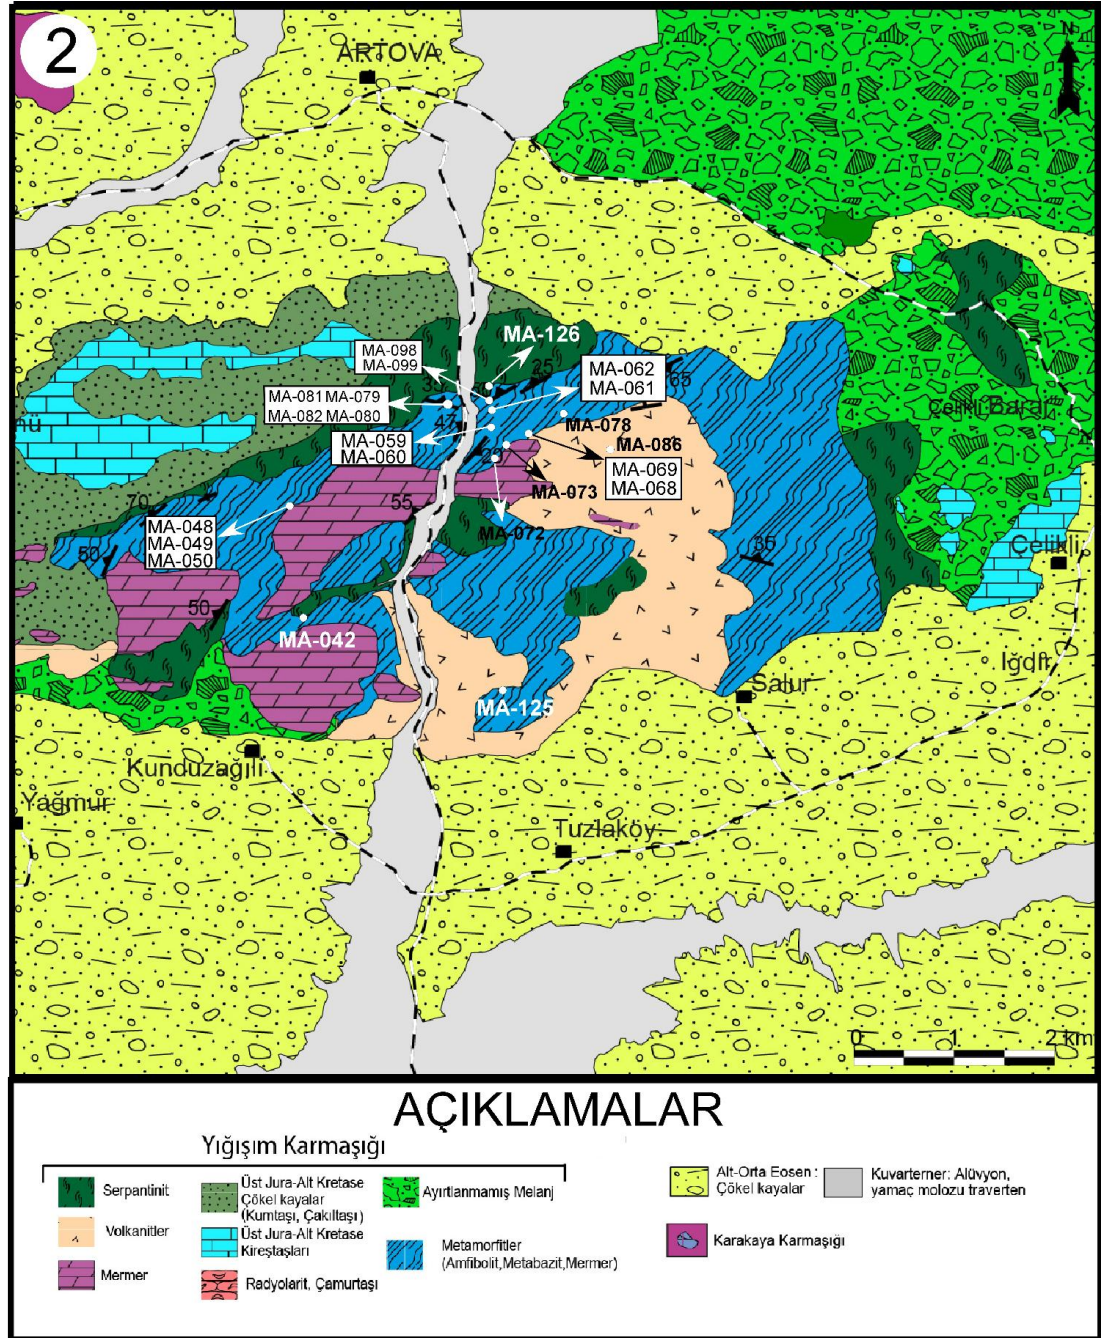 2
ARTOVA
N
MA-126
MA-098
MA-099
25
MA-062
MA-061
65
MA-081 MA-079
MA-082 MA-080
47
Çelikli Barajı
nü
MA-059
MA-060
MA-078
MA-086
MA-069
MA-068
MA-073
70
55
MA-048
MA-049
MA-050
MA-072
50
35
Çelikli
50
MA-042
Iğdır
Salur
MA-125
Kunduzağılı
Yağmur
Tuzlaköy
0 1 2 km
AÇIKLAMALAR
Yığışım Karmaşığı
Serpantinit
Üst Jura-Alt Kretase
Çökel kayalar
(Kumtaşı, Çakıltaşı)
Ayırtlanmamış Melanj
Alt-Orta Eosen :
Çökel kayalar
Kuvarterner: Alüvyon,
yamaç molozu traverten
Volkanitler
Üst Jura-Alt Kretase
Kireştaşları
Metamorfitler
(Amfibolit,Metabazit,Mermer)
Karakaya Karmaşığı
Mermer
Radyolarit, Çamurtaşı